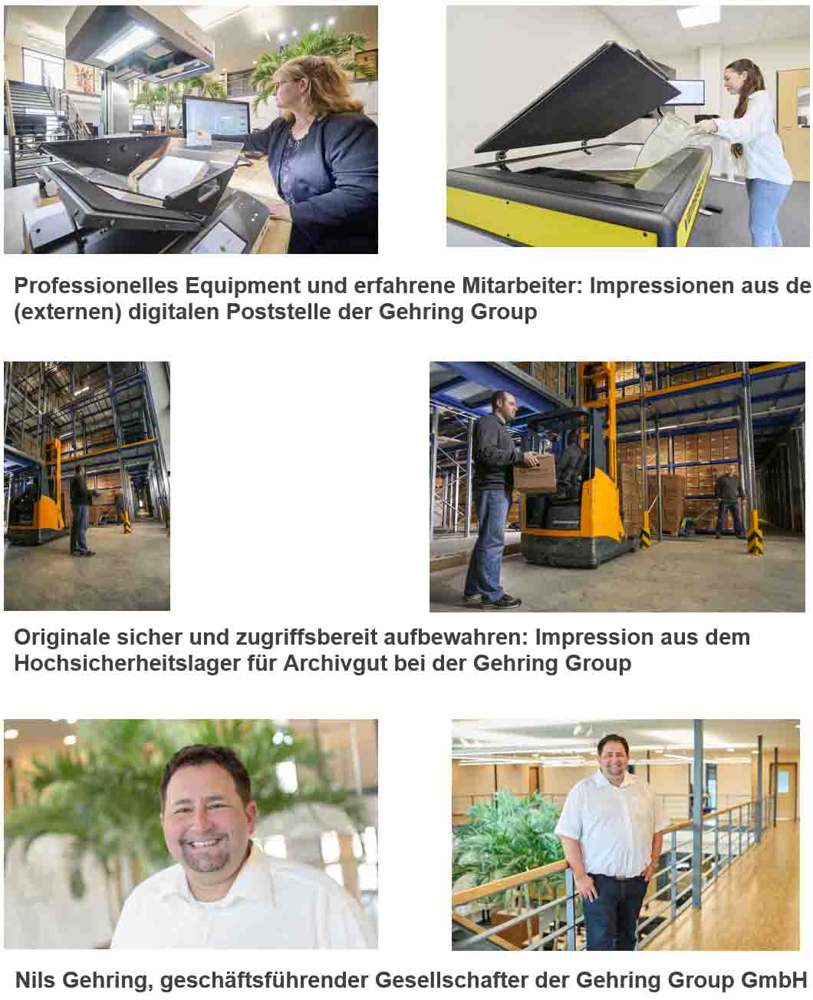 Professionelles Equipment und erfahrene Mitarbeiter: Impressionen aus de
(externen) digitalen Poststelle der Gehring Group
Originale sicher und zugriffsbereit aufbewahren: Impression aus dem
Hochsicherheitslager für Archivgut bei der Gehring Group
Nils Gehring, geschäftsführender Gesellschafter der Gehring Group GmbH